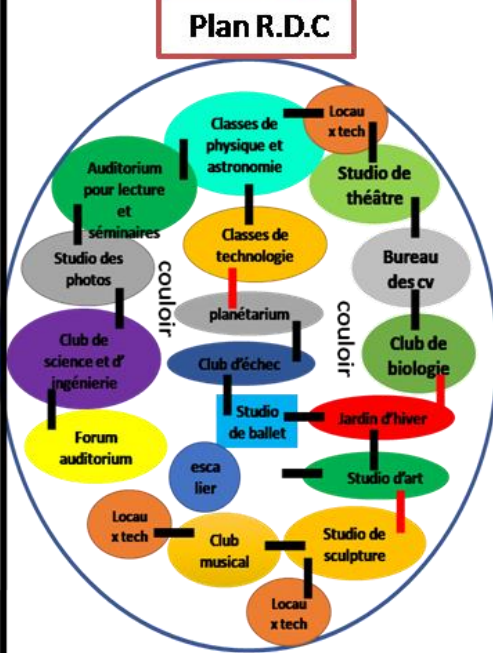 Plan R.D.C
Classes de
physique et
astronomie
Locau
x tech
Auditorium
pour lecture
et
séminaires
Studio de
théâtre
Studio des
photos
couloir
Classes de
technologie
Bureau
des cv
planétarium
couloir
Club de
science et d'
ingénierie
Club d'échec
Club de
biologie
Studio
de ballet
Jardin d'hiver
Forum
auditorium
esca
lier
Studio d'art
Locau
x tech
Club
musical
Studio de
sculpture
Locau
x tech